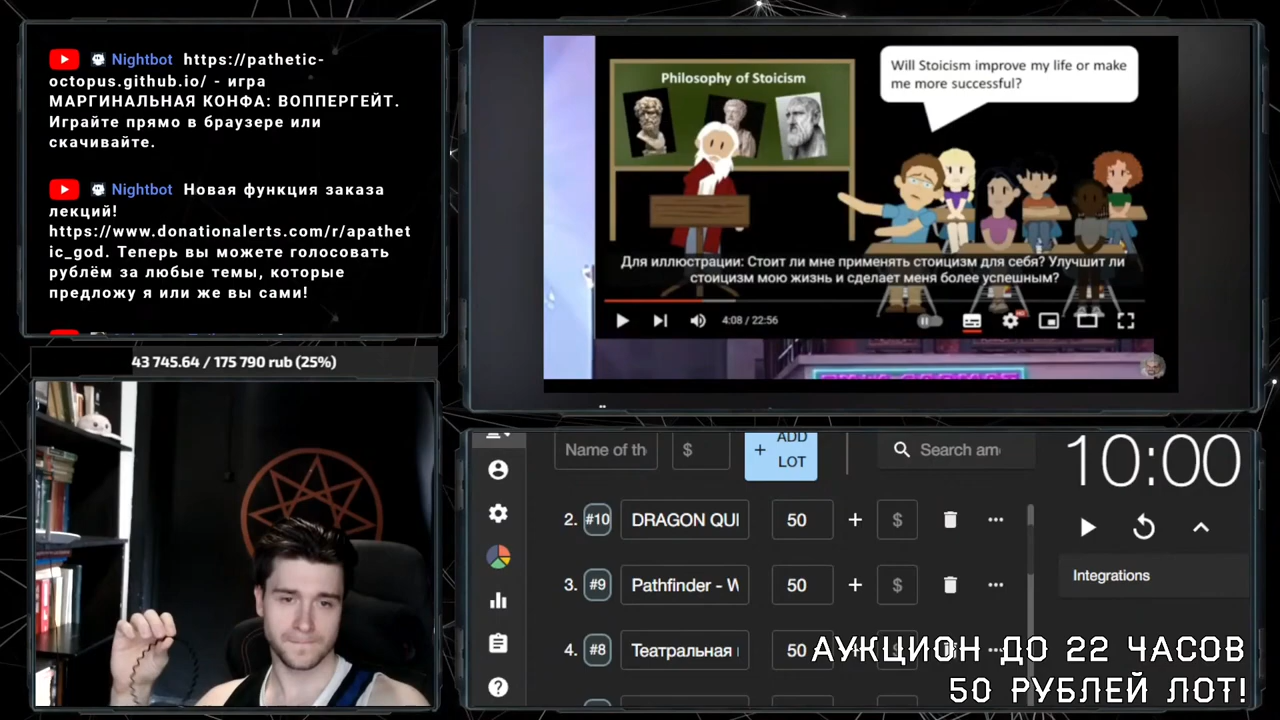 Nightbot https://pathetic-
octopus.github.io/ - игра
МАРГИНАЛЬНАЯ КОНФА: ВОППЕРГЕЙТ.
Играйте прямо в браузере или
скачивайте.
Nightbot Новая функция заказа
лекций!
https://www.donationalerts.com/r/apathet
ic_god. Теперь вы можете голосовать
рублём за любые темы, которые
предложу я или же вы сами!
43 745.64 / 175 790 rub (25%)
Philosophy of Stoicism
Will Stoicism improve my life or make
me more successful?
Для иллюстрации: Стоит ли мне применять стоицизм для себя? Улучшит ли
стоицизм мою жизнь и сделает меня более успешным?
4:08 / 22:56
Name of th
$
+ ADD
LOT
Search am
10:00
2. #10 DRAGON QUI 50 + $
3. #9 Pathfinder - W 50 + $
4. #8 Театральная 50
Integrations
АУКЦИОН ДО 22 ЧАСОВ
50 РУБЛЕЙ ЛОТ!